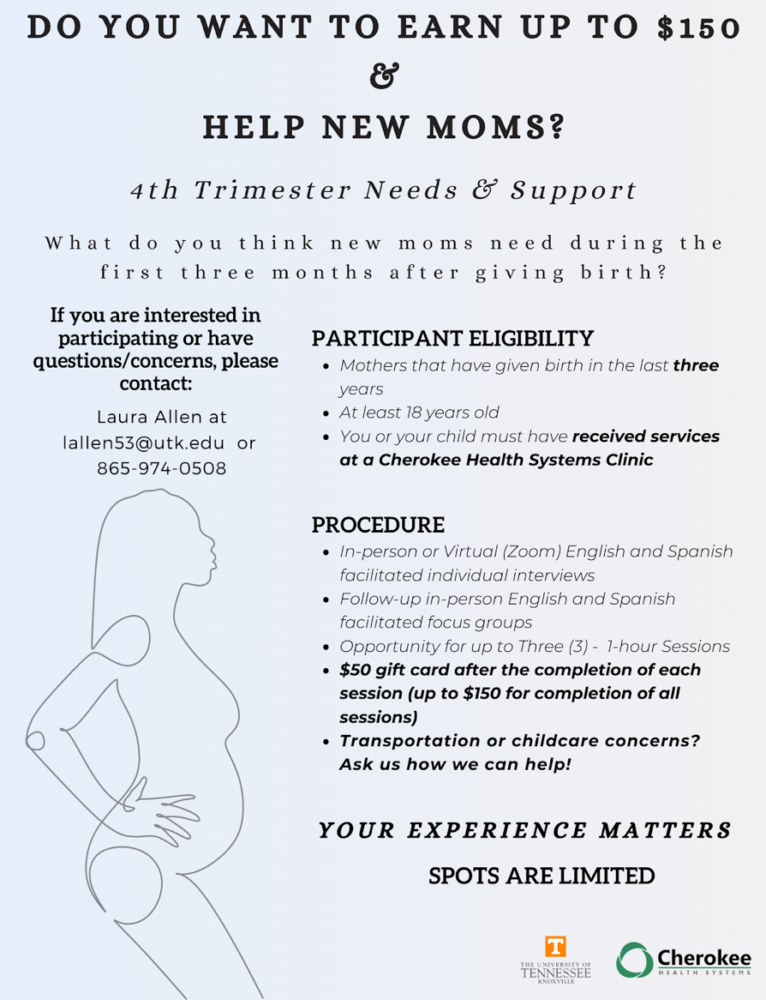 DO YOU WANT TO EARN UP TO $150
&
HELP NEW MOMS?
4th Trimester Needs & Support
What do you think new moms need during the
first three months after giving birth?
If you are interested in
participating or have
questions/concerns, please
contact:
Laura Allen at
lallen53@utk.edu or
865-974-0508
PARTICIPANT ELIGIBILITY
• Mothers that have given birth in the last three
years
• At least 18 years old
• You or your child must have received services
at a Cherokee Health Systems Clinic
PROCEDURE
• In-person or Virtual (Zoom) English and Spanish
facilitated individual interviews
• Follow-up in-person English and Spanish
facilitated focus groups
• Opportunity for up to Three (3) - 1-hour Sessions
• $50 gift card after the completion of each
session (up to $150 for completion of all
sessions)
• Transportation or childcare concerns?
Ask us how we can help!
YOUR EXPERIENCE MATTERS
SPOTS ARE LIMITED
T
THE UNIVERSITY OF
TENNESSEE
KNOXVILLE
Cherokee
HEALTH SYSTEMS